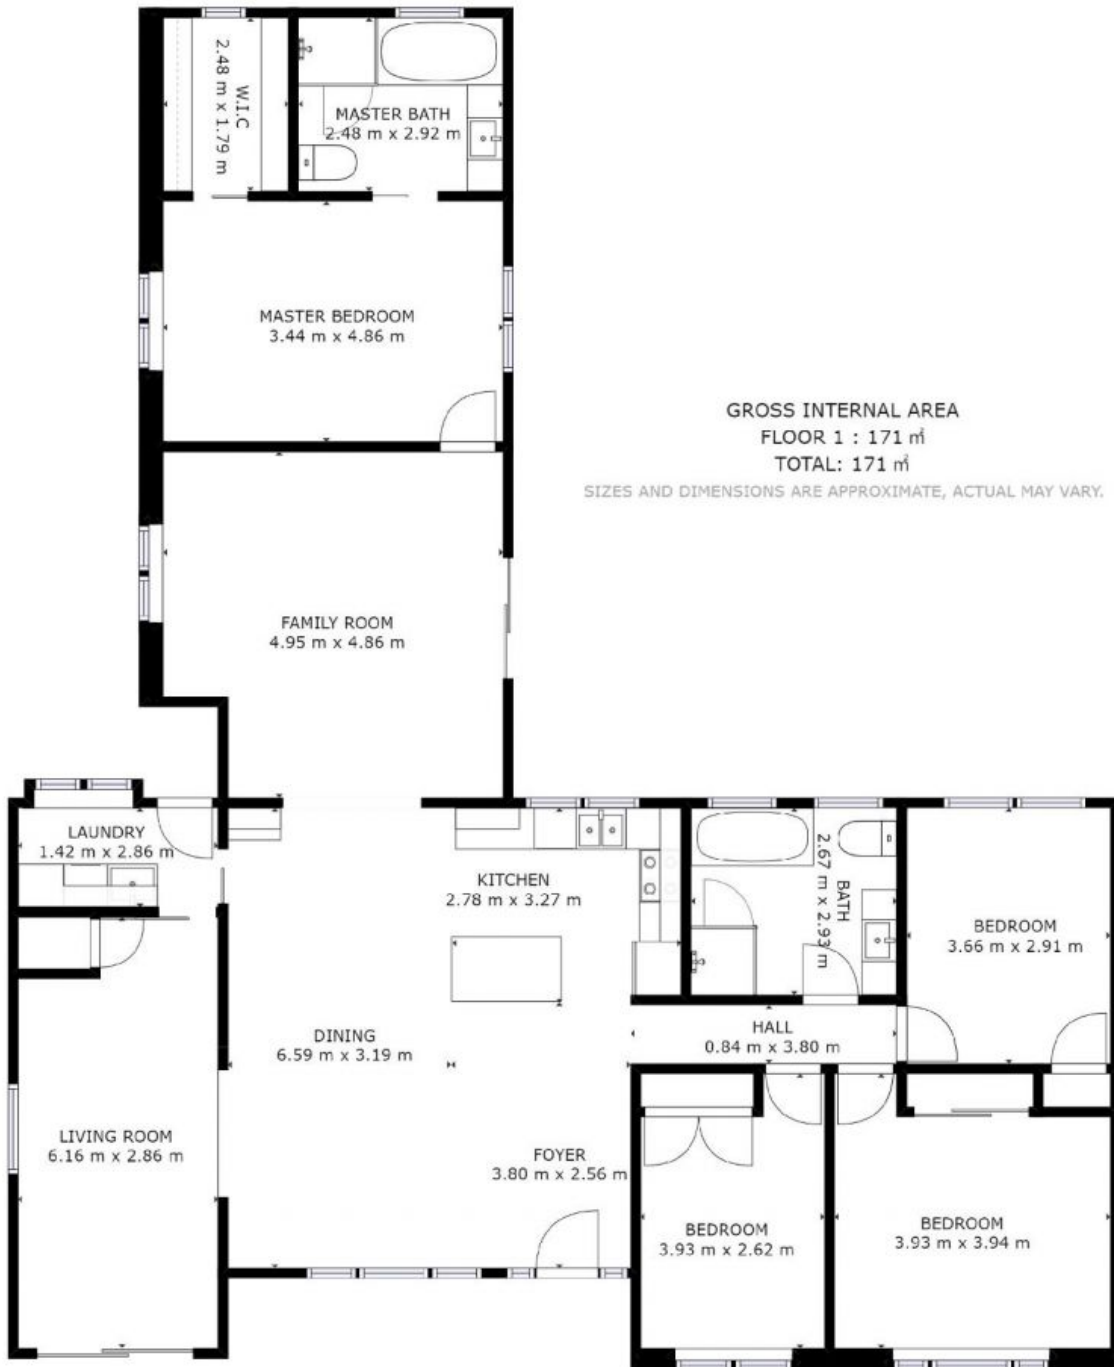 W.I.C
2.48 m x 1.79 m
MASTER BATH
2.48 m x 2.92 m
MASTER BEDROOM
3.44 m x 4.86 m
GROSS INTERNAL AREA
FLOOR 1 : 171 ㎡
TOTAL: 171 ㎡
SIZES AND DIMENSIONS ARE APPROXIMATE, ACTUAL MAY VARY.
FAMILY ROOM
4.95 m x 4.86 m
LAUNDRY
1.42 m x 2.86 m
KITCHEN
2.78 m x 3.27 m
BATH
2.67 m x 2.93 m
BEDROOM
3.66 m x 2.91 m
DINING
6.59 m x 3.19 m
HALL
0.84 m x 3.80 m
LIVING ROOM
6.16 m x 2.86 m
FOYER
3.80 m x 2.56 m
BEDROOM
3.93 m x 2.62 m
BEDROOM
3.93 m x 3.94 m